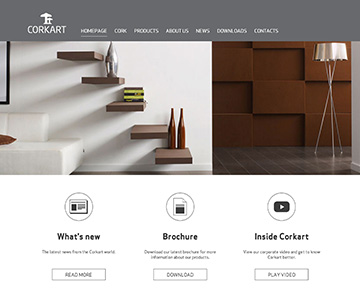 CORKART
HOMEPAGE CORK PRODUCTS ABOUT US NEWS DOWNLOADS CONTACTS
What's new
The latest news from the Corkart world.
READ MORE
Brochure
Download our latest brochure for more
information about our products.
DOWNLOAD
Inside Corkart
View our corporate video and get to know
Corkart better.
PLAY VIDEO